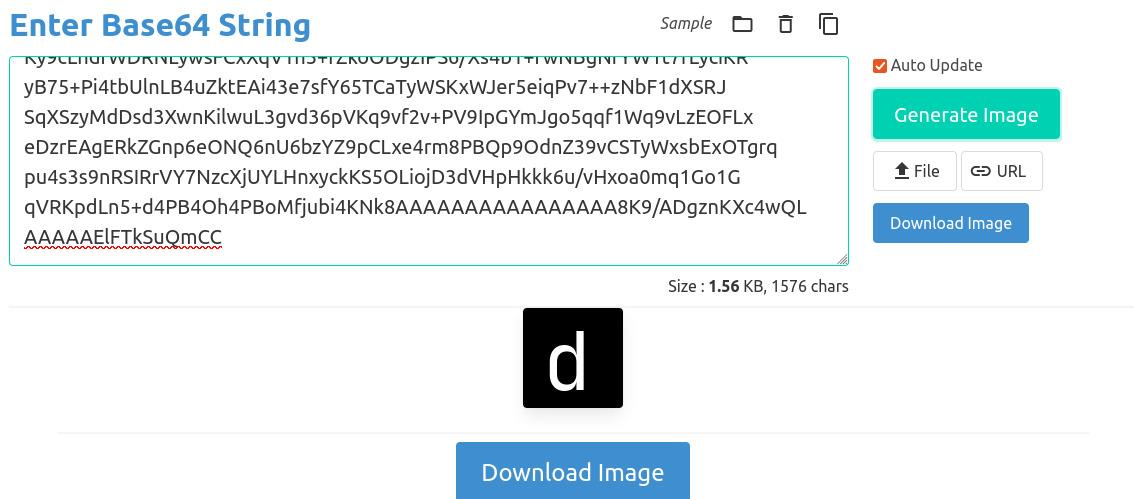 Enter Base64 String
Sample
yB75+Pi4tbUlnLB4uZktEAi43e7sfY65TCaTyWSKxWJer5eiqPv7++zNbF1dXSRJ
SqXSzyMdDsd3XwnKilwuL3gvd36pVKq9vf2v+PV9IpGYmJgo5qqf1Wq9vLzEOFLx
eDzrEAgERkZGnp6eONQ6nU6bzYZ9pCLxe4rm8PBQp9OdnZ39vCSTyWxsbExOTgrq
pu4s3s9nRSIRrVY7NzcXjUYLHnxyckKS5OLiojD3dVHpHkkk6u/vHxoa0mq1Go1G
qVRKpdLn5+d4PB4Oh4PBoMfjubi4KNk8AAAAAAAAAAAAAAAA8K9/ADgznKXc4wQL
AAAAAElFTkSuQmCC
Auto Update
Generate Image
File
URL
Download Image
Size : 1.56 KB, 1576 chars
d
Download Image